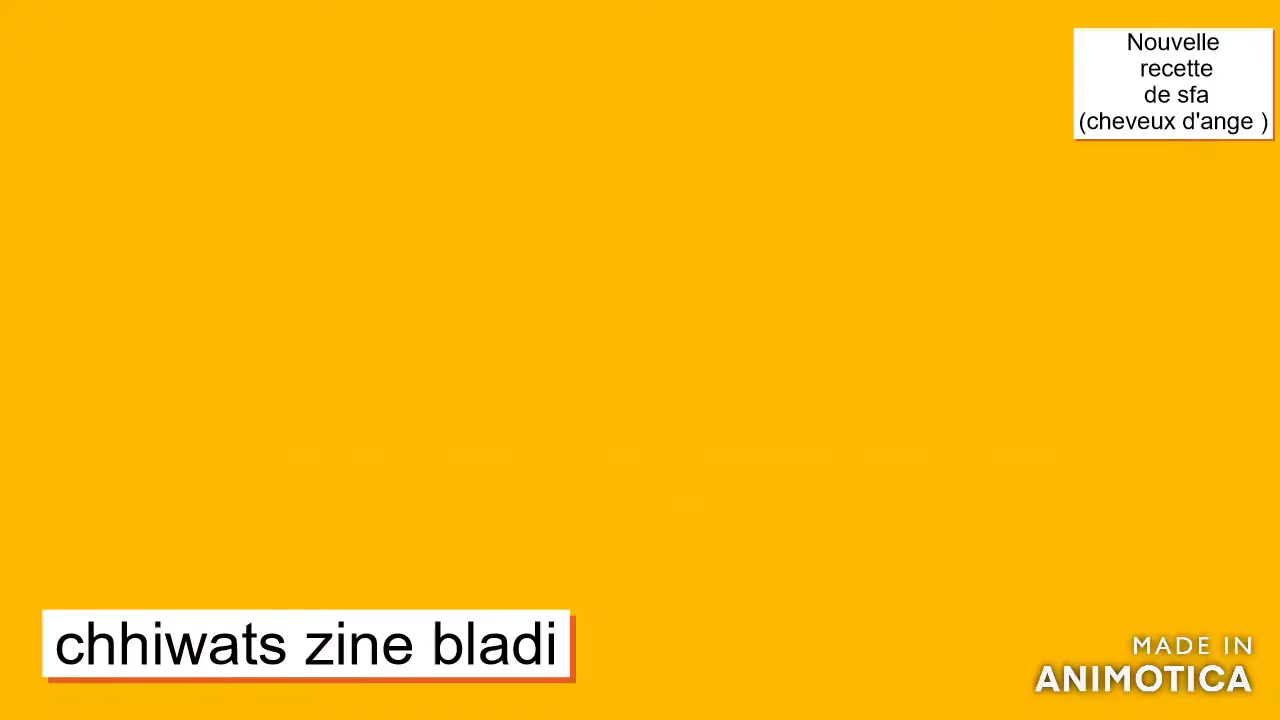 Nouvelle
recette
de sfa
(cheveux d'ange )
chhiwats zine bladi
MADE IN
ANIMOTICA